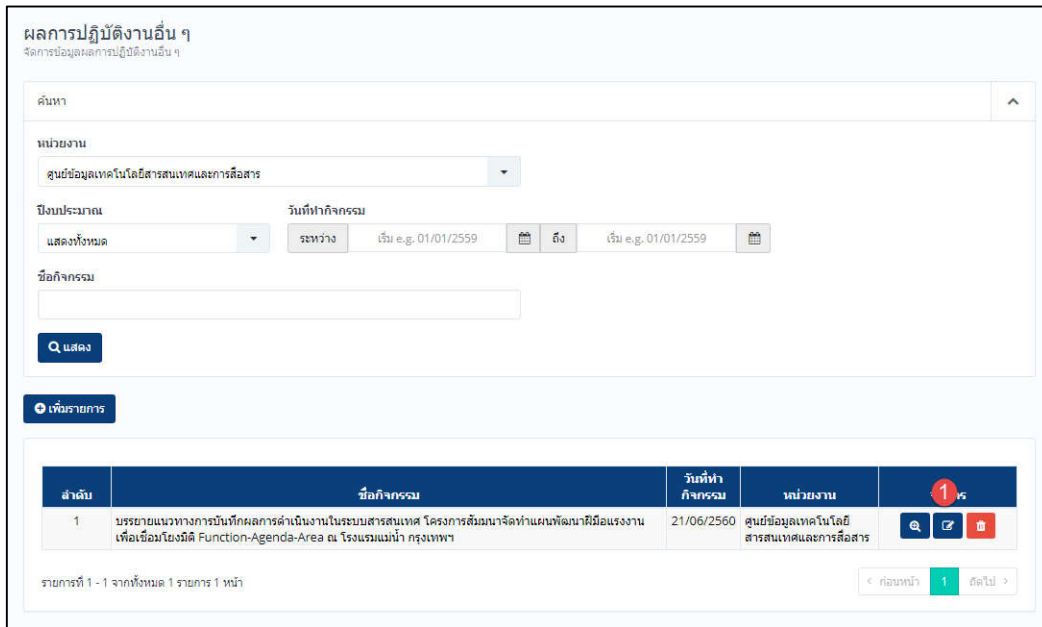 ผลการปฏิบัติงานอื่น ๆ
จัดการข้อมูลผลการปฏิบัติงานอื่น ๆ
ค้นหา
หน่วยงาน
ศูนย์ข้อมูลเทคโนโลยีสารสนเทศและการสื่อสาร
ปีงบประมาณ วันที่ทำกิจกรรม
แสดงทั้งหมด ระหว่าง เริ่ม e.g. 01/01/2559 ถึง เริ่ม e.g. 01/01/2559
ชื่อกิจกรรม
แสดง
เพิ่มรายการ
ลำดับ ชื่อกิจกรรม วันที่ทำกิจกรรม หน่วยงาน 1
1 บรรยายแนวทางการบันทึกผลการดำเนินงานในระบบสารสนเทศ โครงการสัมมนาจัดทำแผนพัฒนาฝีมือแรงงาน 21/06/2560 ศูนย์ข้อมูลเทคโนโลยี
เพื่อเชื่อมโยงมิติ Function-Agenda-Area ณ โรงแรมแม่น้ำ กรุงเทพฯ สารสนเทศและการสื่อสาร
รายการที่ 1 - 1 จากทั้งหมด 1 รายการ 1 หน้า < ก่อนหน้า 1 ถัดไป >